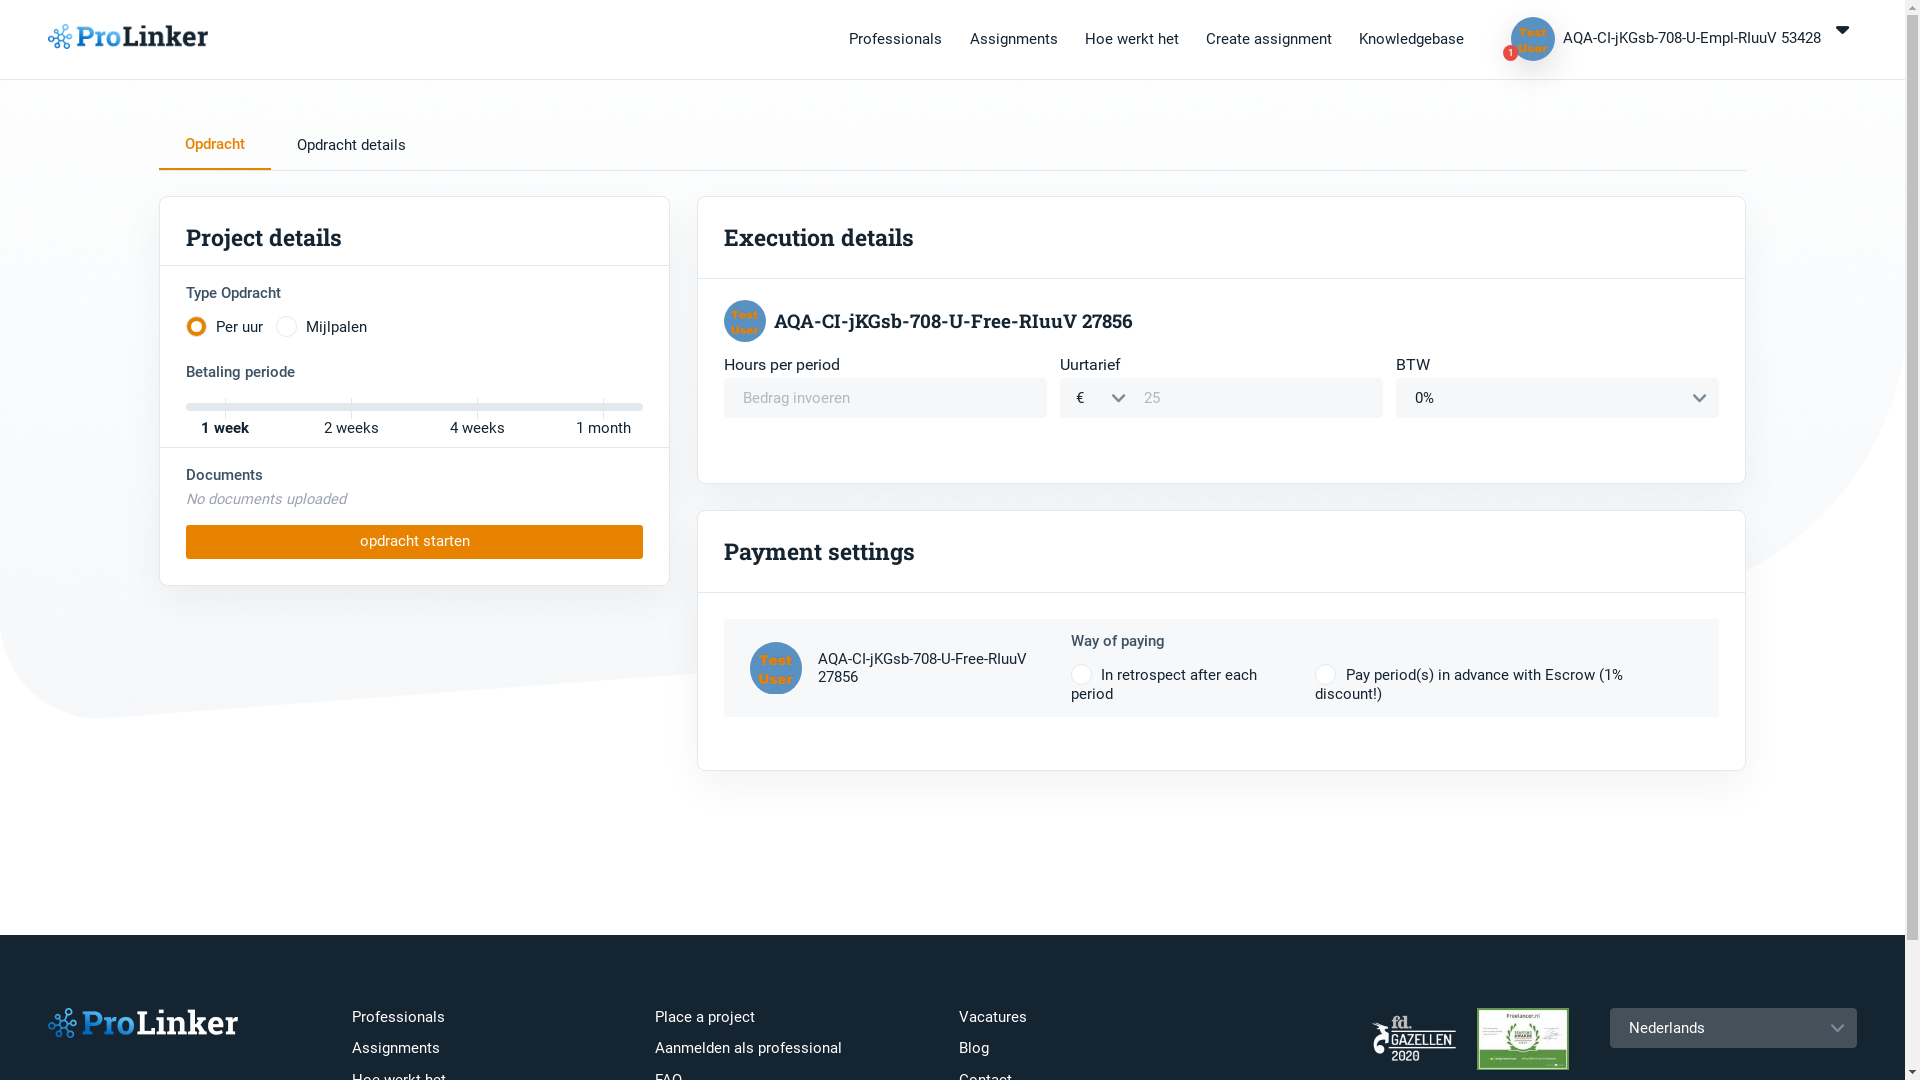 ProLinker
Professionals
Assignments
Hoe werkt het
Create assignment
Knowledgebase
Test
User
1
AQA-CI-jKGsb-708-U-Empl-RIuuV 53428
Opdracht
Opdracht details
Project details
Type Opdracht
Per uur
Mijlpalen
Betaling periode
1 week
2 weeks
4 weeks
1 month
Documents
No documents uploaded
opdracht starten
Execution details
Test
User
AQA-CI-jKGsb-708-U-Free-RIuuV 27856
Hours per period
Uurtarief
BTW
Bedrag invoeren
€
25
0%
Payment settings
Test
User
AQA-CI-jKGsb-708-U-Free-RIuuV
27856
Way of paying
In retrospect after each
period
Pay period(s) in advance with Escrow (1%
discount!)
ProLinker
Professionals
Assignments
Hoe werkt het
Place a project
Aanmelden als professional
FAQ
Vacatures
Blog
Contact
fd.
GAZELLEN
2020
Freelancer.nl
Nederlands